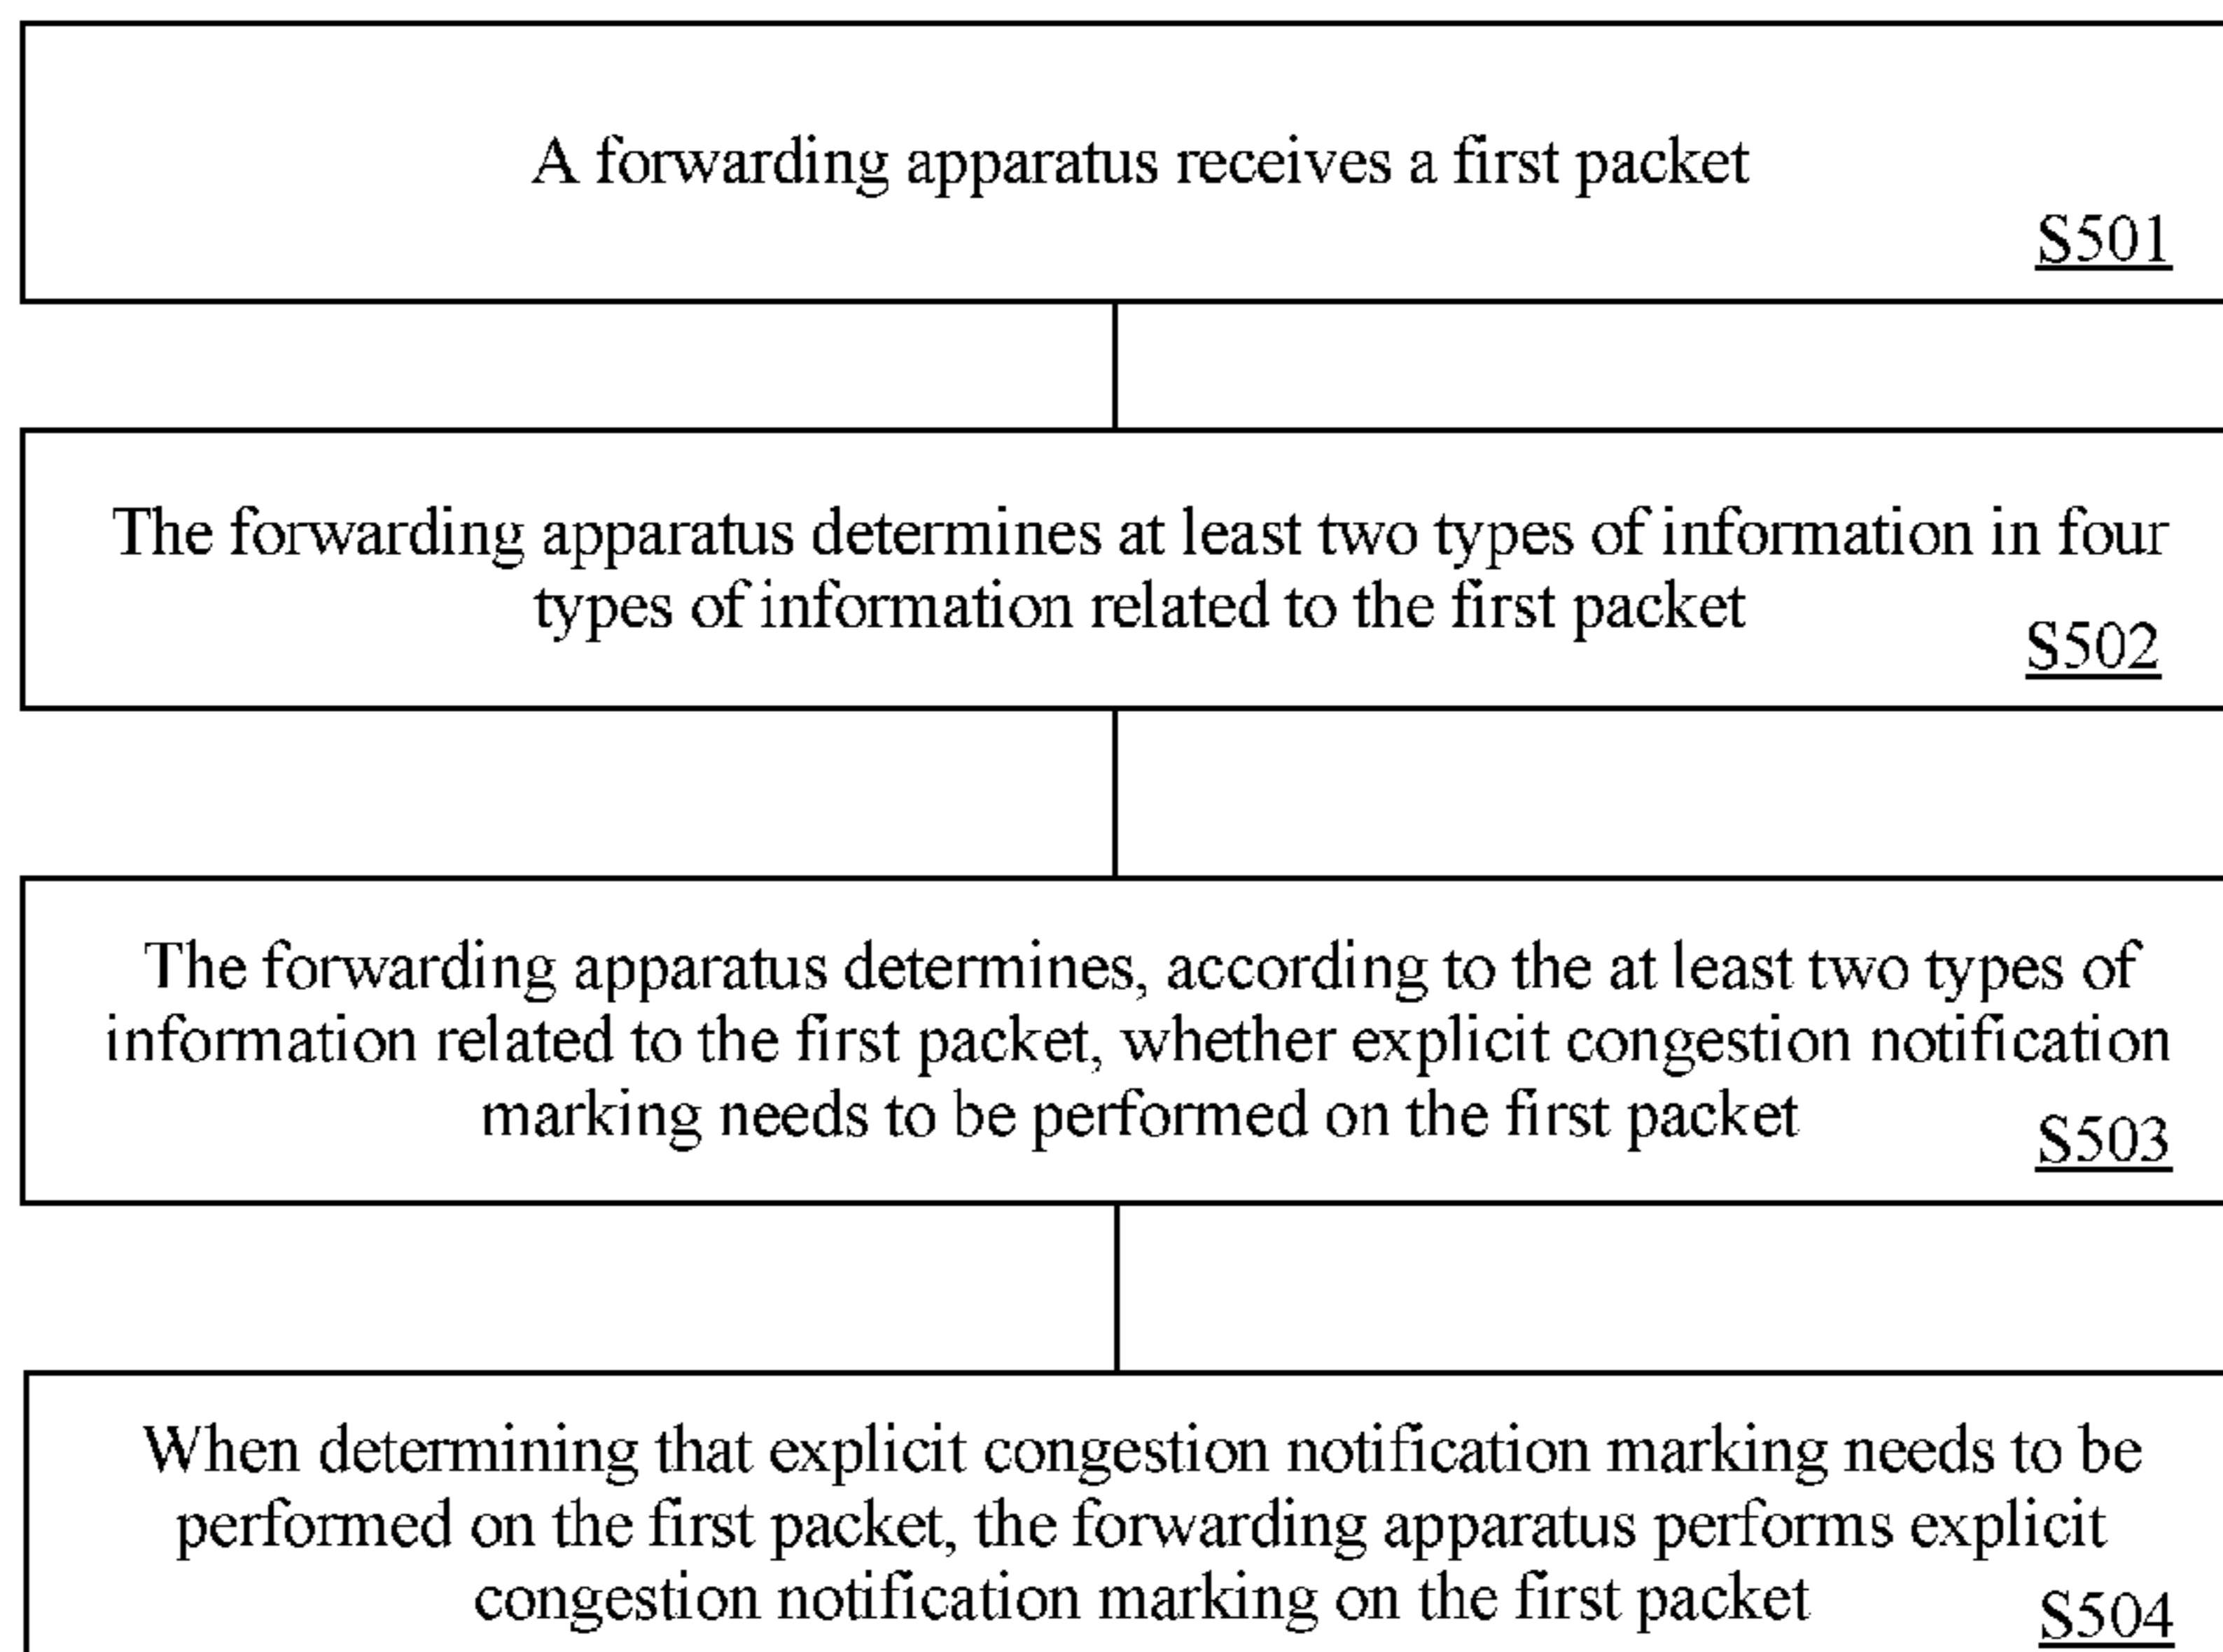 A forwarding apparatus receives a first packet
S501
The forwarding apparatus determines at least two types of information in four
types of information related to the first packet
S502
The forwarding apparatus determines, according to the at least two types of
information related to the first packet, whether explicit congestion notification
marking needs to be performed on the first packet
S503
When determining that explicit congestion notification marking needs to be
performed on the first packet, the forwarding apparatus performs explicit
congestion notification marking on the first packet
S504